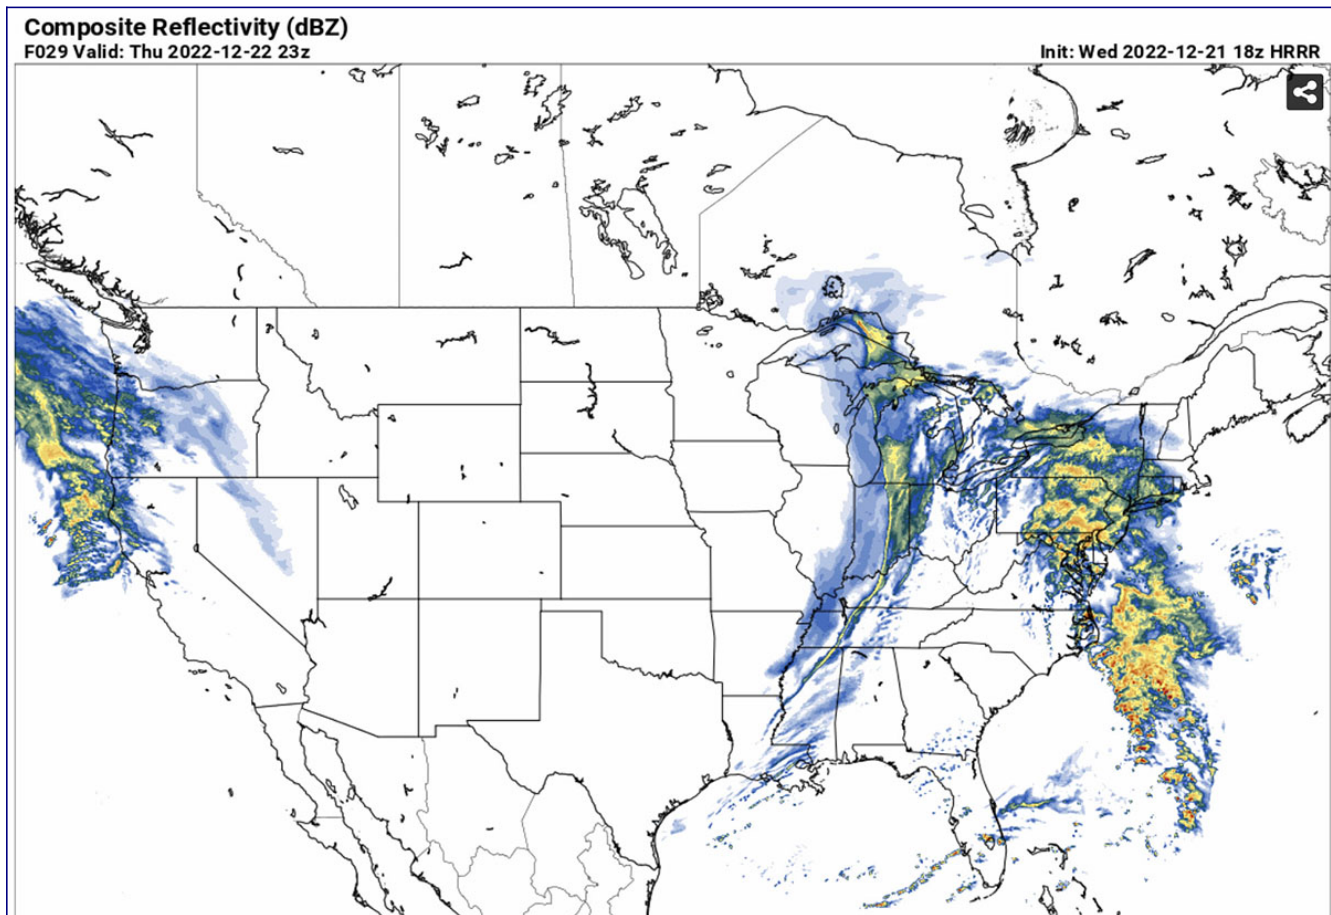 Composite Reflectivity (dBZ)
F029 Valid: Thu 2022-12-22 23z
Init: Wed 2022-12-21 18z HRRR